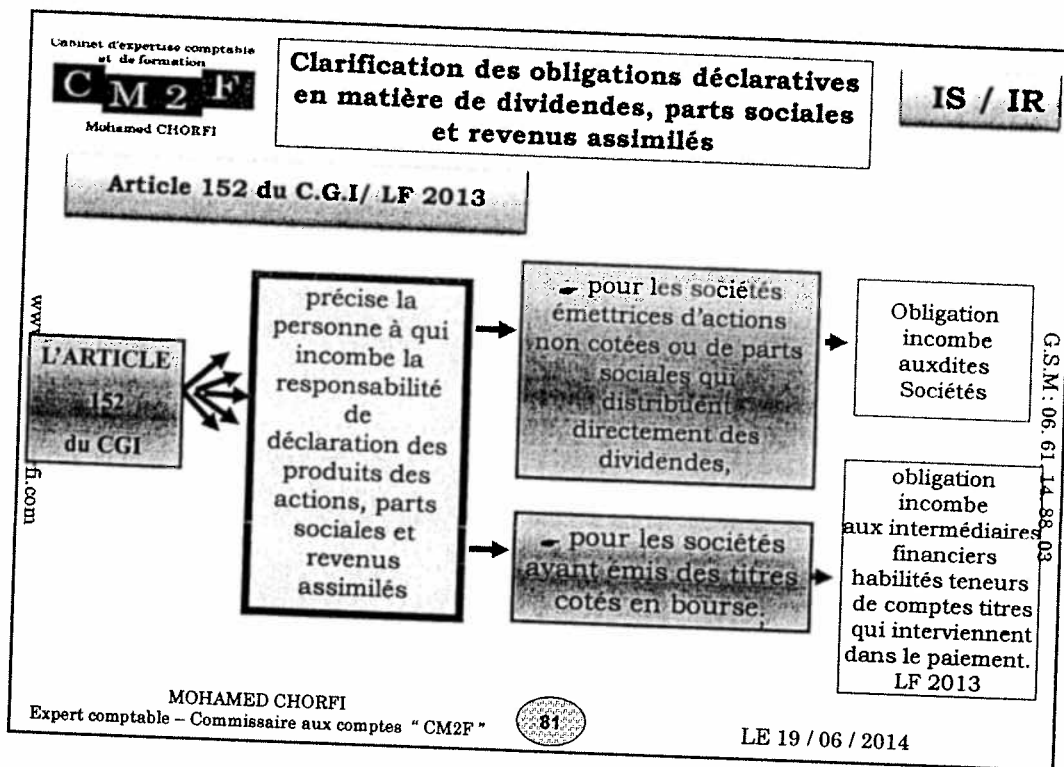 Cabinet d'expertise comptable
et de formation
C M 2 F
Mohamed CHORFI
Clarification des obligations déclaratives
en matière de dividendes, parts sociales
et revenus assimilés
IS / IR
Article 152 du C.G.I/ LF 2013
L'ARTICLE
152
du CGI
précise la
personne à qui
incombe la
responsabilité
de
déclaration des
produits des
actions, parts
sociales et
revenus
assimilés
pour les sociétés
émettrices d'actions
non cotées ou de parts
sociales qui
distribuent
directement des
dividendes,
Obligation
incombe
auxdites
Sociétés
pour les sociétés
ayant émis des titres
cotés en bourse.
obligation
incombe
aux intermédiaires
financiers
habilités teneurs
de comptes titres
qui interviennent
dans le paiement.
LF 2013
fi.com
G.S.M : 06. 61 .14 .88 .03
MOHAMED CHORFI
Expert comptable – Commissaire aux comptes " CM2F "
81
LE 19 / 06 / 2014